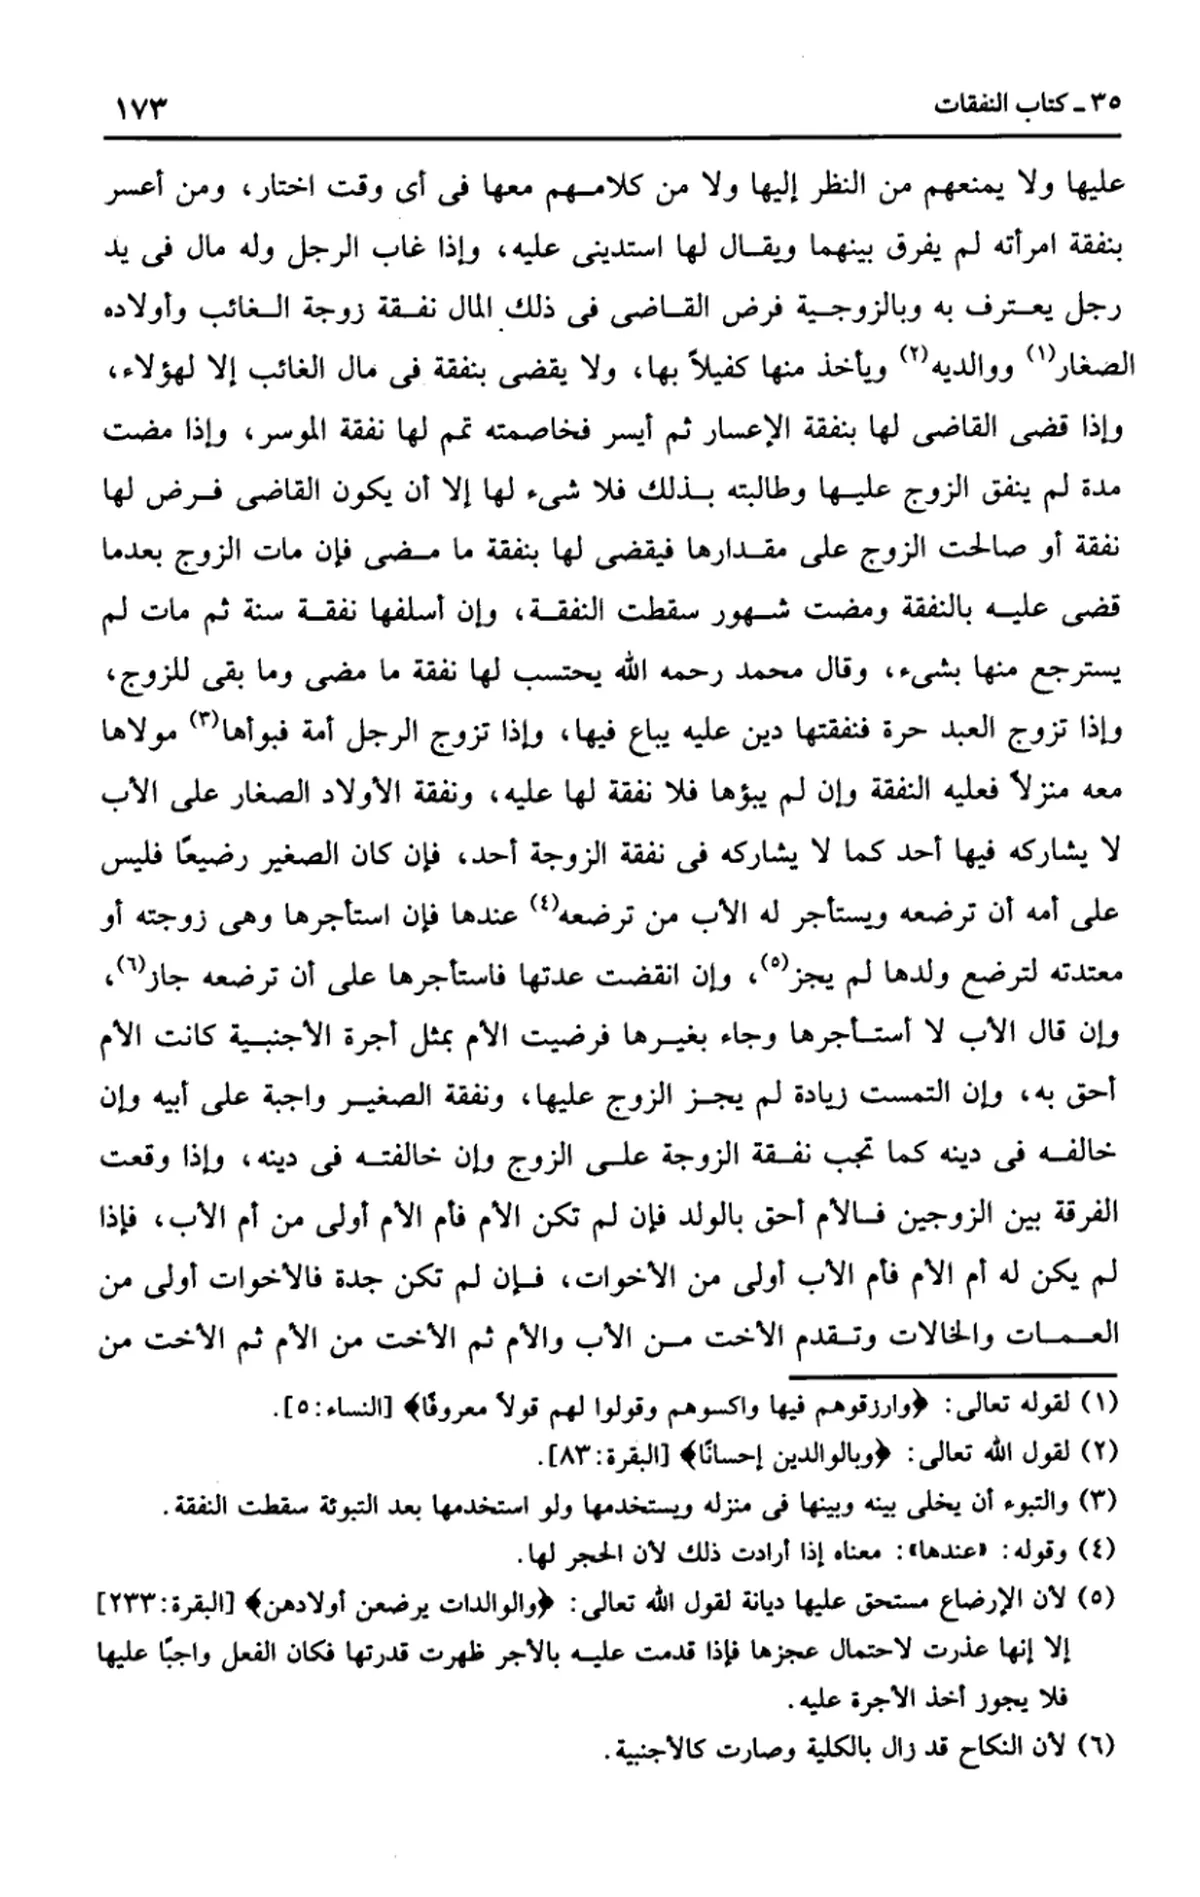 ٣٥ ـ كتاب النفقات ١٧٣
عليها ولا يمنعهم من النظر إليها ولا من كلامهم معها فى أى وقت اختار، ومن أعسر
بنفقة امرأته لم يفرق بينهما ويقال لها استدينى عليه، وإذا غاب الرجل وله مال فى يد
رجل يعترف به وبالزوجية فرض القاضى فى ذلك المال نفقة زوجة الغائب وأولاده
الصغار(١) ووالديه(٢) ويأخذ منها كفيلاً بها، ولا يقضى بنفقة فى مال الغائب إلا لهؤلاء،
وإذا قضى القاضى لها بنفقة الإعسار ثم أيسر فخاصمته تمم لها نفقة الموسر، وإذا مضت
مدة لم ينفق الزوج عليها وطالبته بذلك فلا شىء لها إلا أن يكون القاضى فرض لها
نفقة أو صالحت الزوج على مقدارها فيقضى لها بنفقة ما مضى فإن مات الزوج بعدما
قضى عليه بالنفقة ومضت شهور سقطت النفقة، وإن أسلفها نفقة سنة ثم مات لم
يسترجع منها بشىء، وقال محمد رحمه الله يحتسب لها نفقة ما مضى وما بقى للزوج،
وإذا تزوج العبد حرة فنفقتها دين عليه يباع فيها، وإذا تزوج الرجل أمة فبوأها(٣) مولاها
معه منزلاً فعليه النفقة وإن لم يبؤها فلا نفقة لها عليه، ونفقة الأولاد الصغار على الأب
لا يشاركه فيها أحد كما لا يشاركه فى نفقة الزوجة أحد، فإن كان الصغير رضيعًا فليس
على أمه أن ترضعه ويستأجر له الأب من ترضعه(٤) عندها فإن استأجرها وهى زوجته أو
معتدته لترضع ولدها لم يجز(٥)، وإن انقضت عدتها فاستأجرها على أن ترضعه جاز(٦)،
وإن قال الأب لا أستأجرها وجاء بغيرها فرضيت الأم بمثل أجرة الأجنبية كانت الأم
أحق به، وإن التمست زيادة لم يجز الزوج عليها، ونفقة الصغير واجبة على أبيه وإن
خالفه فى دينه كما تجب نفقة الزوجة على الزوج وإن خالفته فى دينه، وإذا وقعت
الفرقة بين الزوجين فالأم أحق بالولد فإن لم تكن الأم فأم الأم أولى من أم الأب، فإذا
لم يكن له أم الأم فأم الأب أولى من الأخوات، فإن لم تكن جدة فالأخوات أولى من
العمات والخالات وتقدم الأخت من الأب والأم ثم الأخت من الأم ثم الأخت من
(١) لقوله تعالى: ﴿وارزقوهم فيها واكسوهم وقولوا لهم قولاً معروفًا﴾ [النساء:٥].
(٢) لقول الله تعالى: ﴿وبالوالدين إحسانًا﴾ [البقرة:٨٣].
(٣) والتبوء أن يخلى بينه وبينها فى منزله ويستخدمها ولو استخدمها بعد التبوئة سقطت النفقة.
(٤) وقوله: «عندها»: معناه إذا أرادت ذلك لأن الحجر لها.
(٥) لأن الإرضاع مستحق عليها ديانة لقول الله تعالى: ﴿والوالدات يرضعن أولادهن﴾ [البقرة:٢٣٣]
إلا إنها عذرت لاحتمال عجزها فإذا قدمت عليه بالأجر ظهرت قدرتها فكان الفعل واجبًا عليها
فلا يجوز أخذ الأجرة عليه.
(٦) لأن النكاح قد زال بالكلية وصارت كالأجنبية.